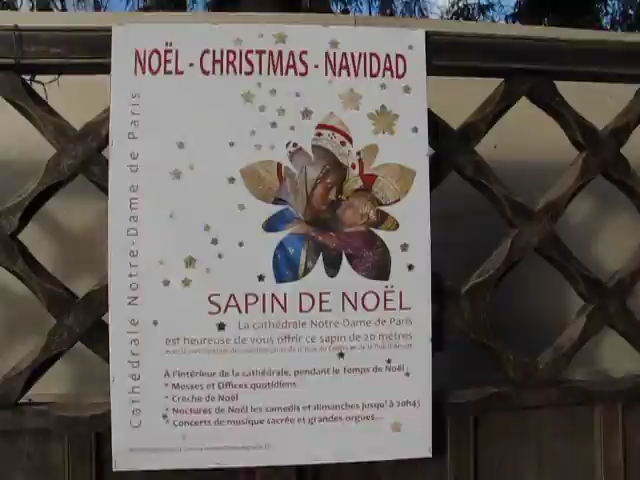 NOËL - CHRISTMAS - NAVIDAD
Cathédrale Notre-Dame de Paris
SAPIN DE NOËL
La cathédrale Notre-Dame de Paris
est heureuse de vous offrir ce sapin de 20 mètres
A l'intérieur de la cathédrale, pendant le Temps de Noël,
* Messes et Offices quotidiens
* Crèche de Noël
* Nocturnes de Noël les samedis et dimanches jusqu' à 20h45
* Concerts de musique sacrée et grandes orgues...